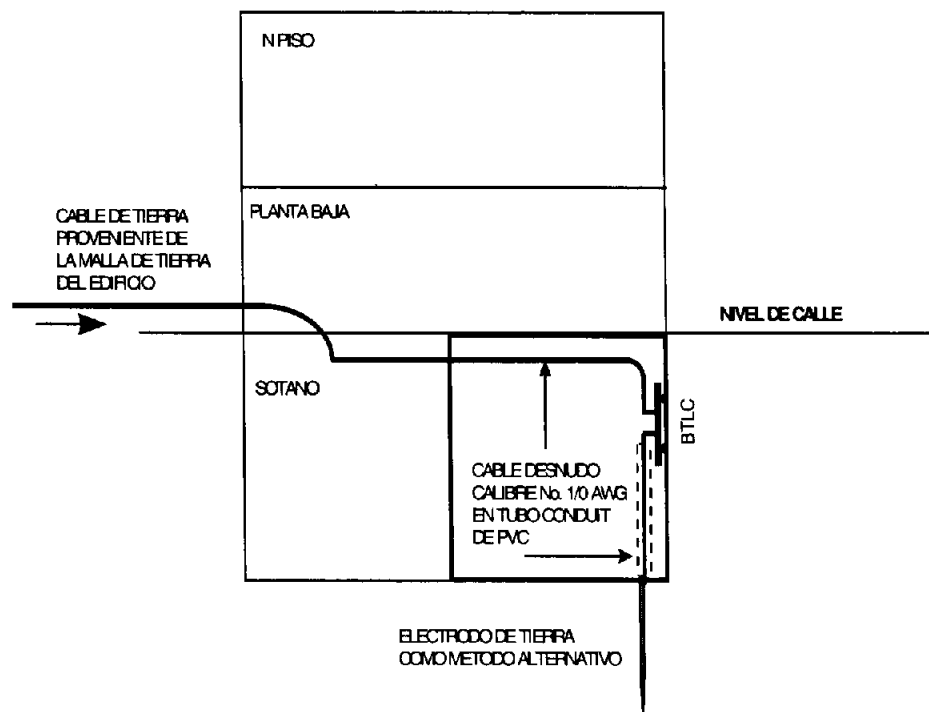 N PISO
PLANTA BAJA
CABLE DE TIERRA
PROVENIENTE DE
LA MALLA DE TIERRA
DEL EDIFICIO
NIVEL DE CALLE
SOTANO
BTLC
CABLE DESNUDO
CALIBRE No. 1/0 AWG
EN TUBO CONDUIT
DE PVC
ELECTRODO DE TIERRA
COMO METODO ALTERNATIVO